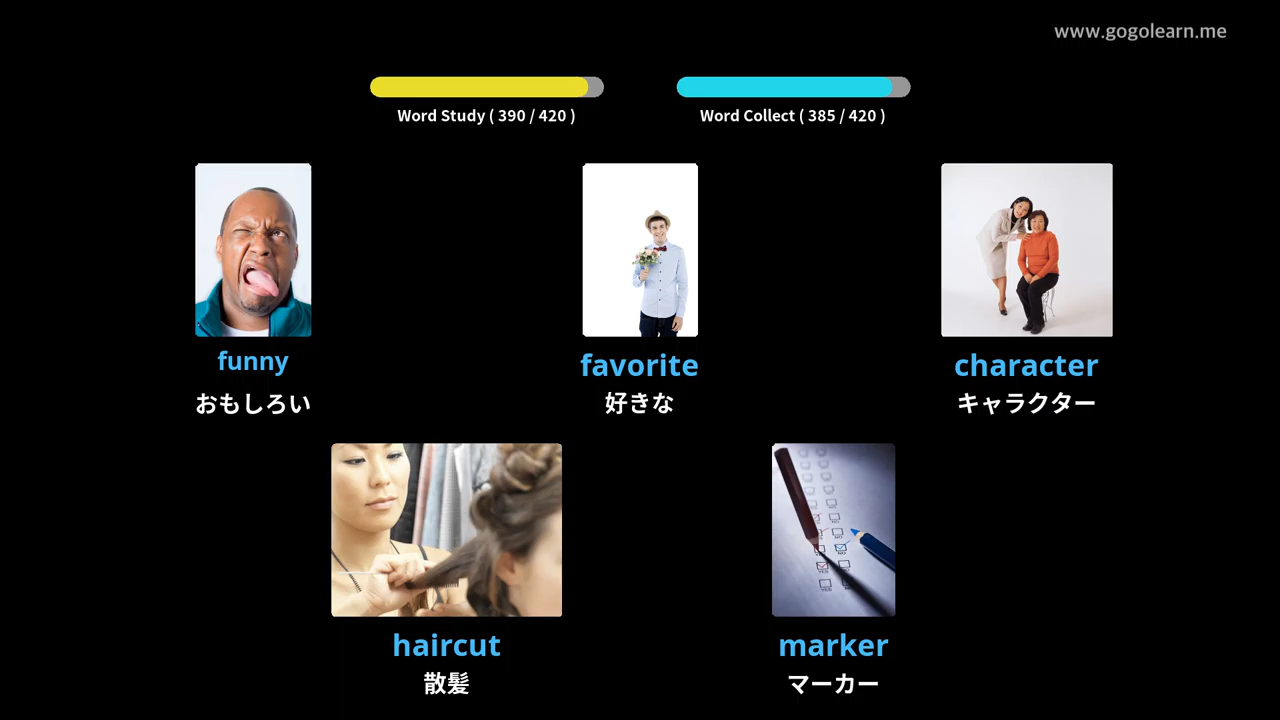 www.gogolearn.me
Word Study ( 390 / 420 )
Word Collect ( 385 / 420 )
funny
favorite
character
おもしろい
好きな
キャラクター
haircut
marker
散髪
マーカー